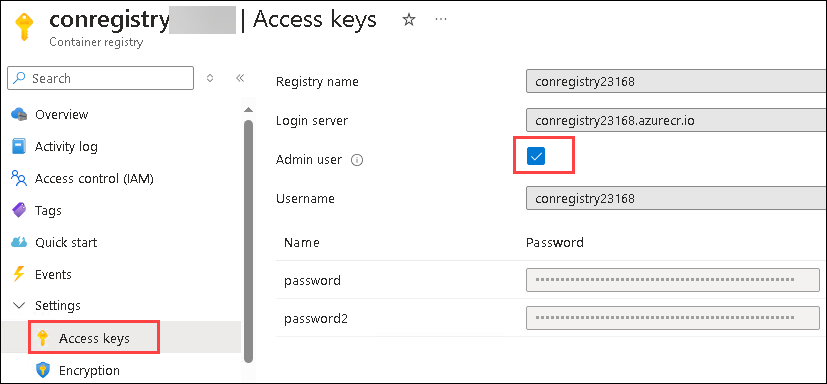 conregistry | Access keys
Container registry
Search
Overview
Activity log
Access control (IAM)
Tags
Quick start
Events
Settings
Access keys
Encryption
Registry name
conregistry23168
Login server
conregistry23168.azurecr.io
Admin user
Username
conregistry23168
Name Password
password
password2